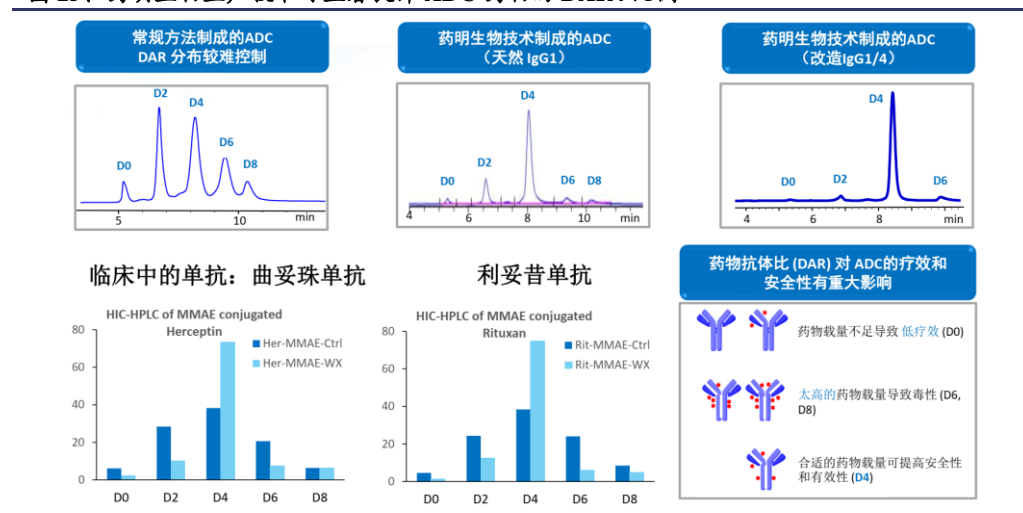 常规方法制成的ADC
DAR 分布较难控制
D0
D2
D4
D6
D8
5
10
min
药明生物技术制成的ADC
（天然 IgG1）
D0
D2
D4
D6
D8
4
6
8
10
min
药明生物技术制成的ADC
（改造IgG1/4）
D0
D2
D4
D6
4
6
8
min
临床中的单抗：曲妥珠单抗
HIC-HPLC of MMAE conjugated
Herceptin
80
60
40
20
0
Her-MMAE-Ctrl
Her-MMAE-WX
D0 D2 D4 D6 D8
利妥昔单抗
HIC-HPLC of MMAE conjugated
Rituxan
80
60
40
20
0
Rit-MMAE-Ctrl
Rit-MMAE-WX
D0 D2 D4 D6 D8
药物抗体比 (DAR) 对 ADC的疗效和
安全性有重大影响
药物载量不足导致 低疗效 (D0)
太高的药物载量导致毒性 (D6,
D8)
合适的药物载量可提高安全性
和有效性 (D4)